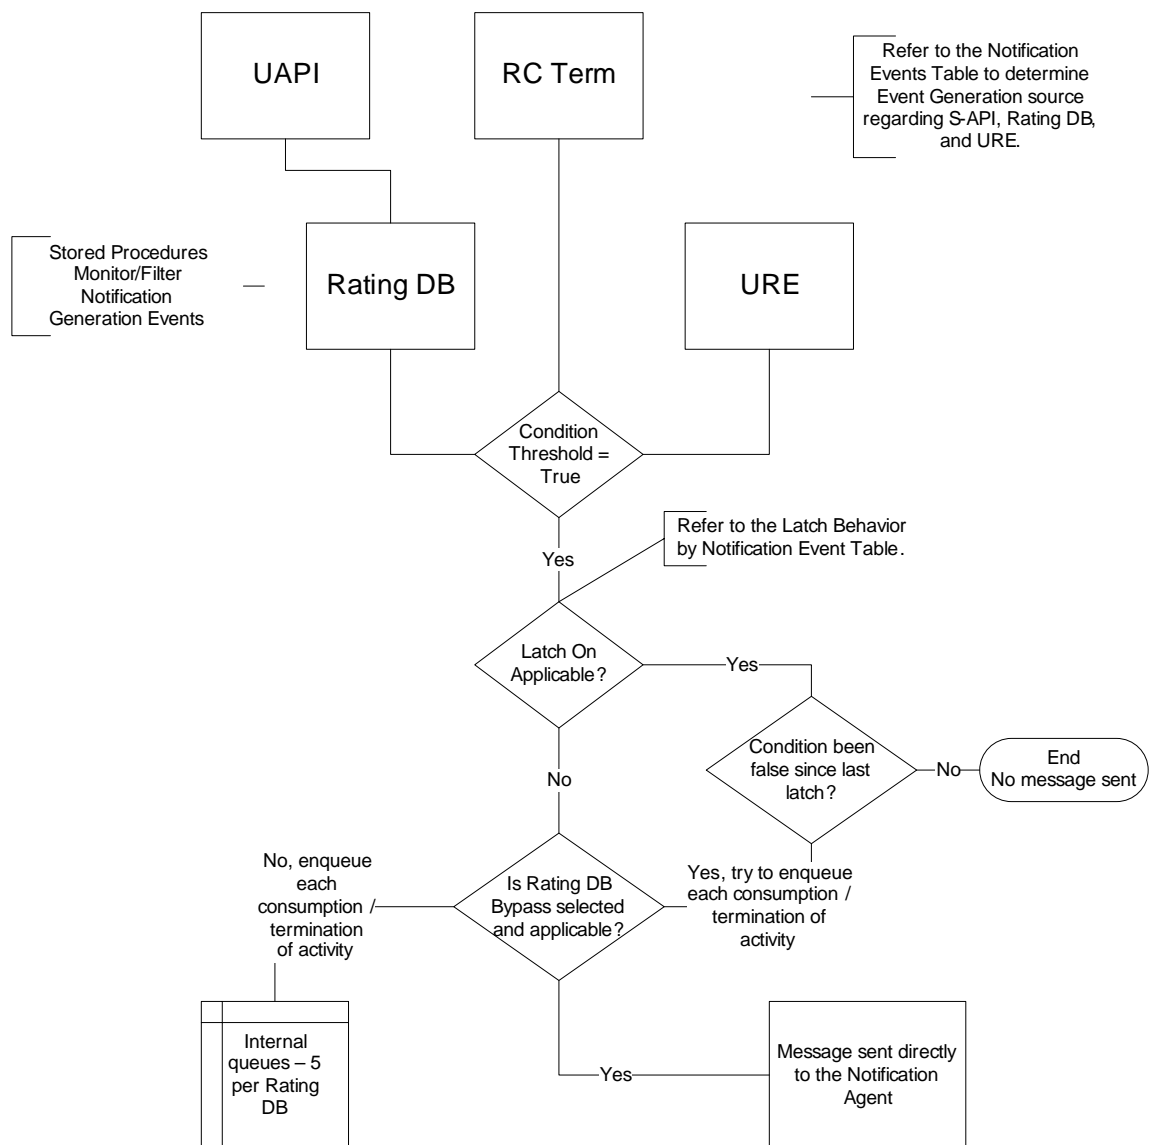 UAPI
RC Term
Refer to the Notification
Events Table to determine
Event Generation source
regarding S-API, Rating DB,
and URE.
Stored Procedures
Monitor/Filter
Notification
Generation Events
Rating DB
URE
Condition
Threshold =
True
Yes
Refer to the Latch Behavior
by Notification Event Table.
Latch On
Applicable?
Yes
Condition been
false since last
latch?
No
End
No message sent
No
No, enqueue
each
consumption /
termination
of activity
Is Rating DB
Bypass selected
and applicable?
Yes, try to enqueue
each consumption /
termination of
activity
Internal
queues – 5
per Rating
DB
Yes
Message sent directly
to the Notification
Agent